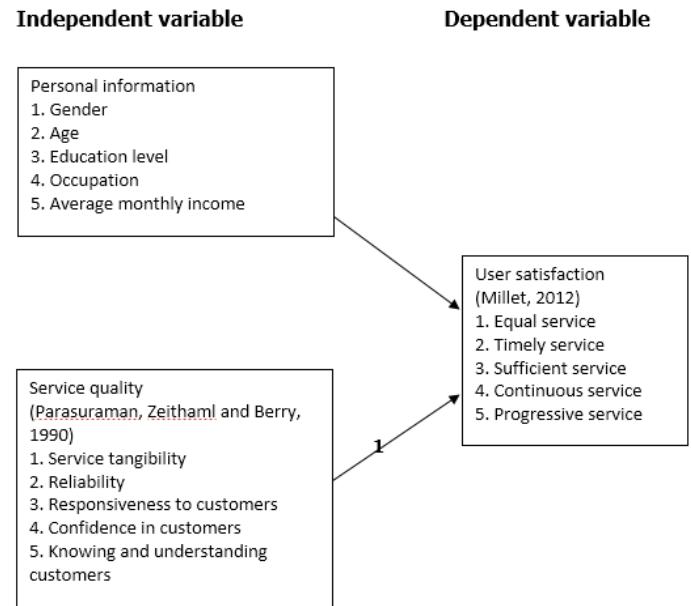 Independent variable
Dependent variable
Personal information
1. Gender
2. Age
3. Education level
4. Occupation
5. Average monthly income
User satisfaction
(Millet, 2012)
1. Equal service
2. Timely service
3. Sufficient service
4. Continuous service
5. Progressive service
Service quality
(Parasuraman, Zeithaml and Berry,
1990)
1. Service tangibility
2. Reliability
3. Responsiveness to customers
4. Confidence in customers
5. Knowing and understanding
customers
1